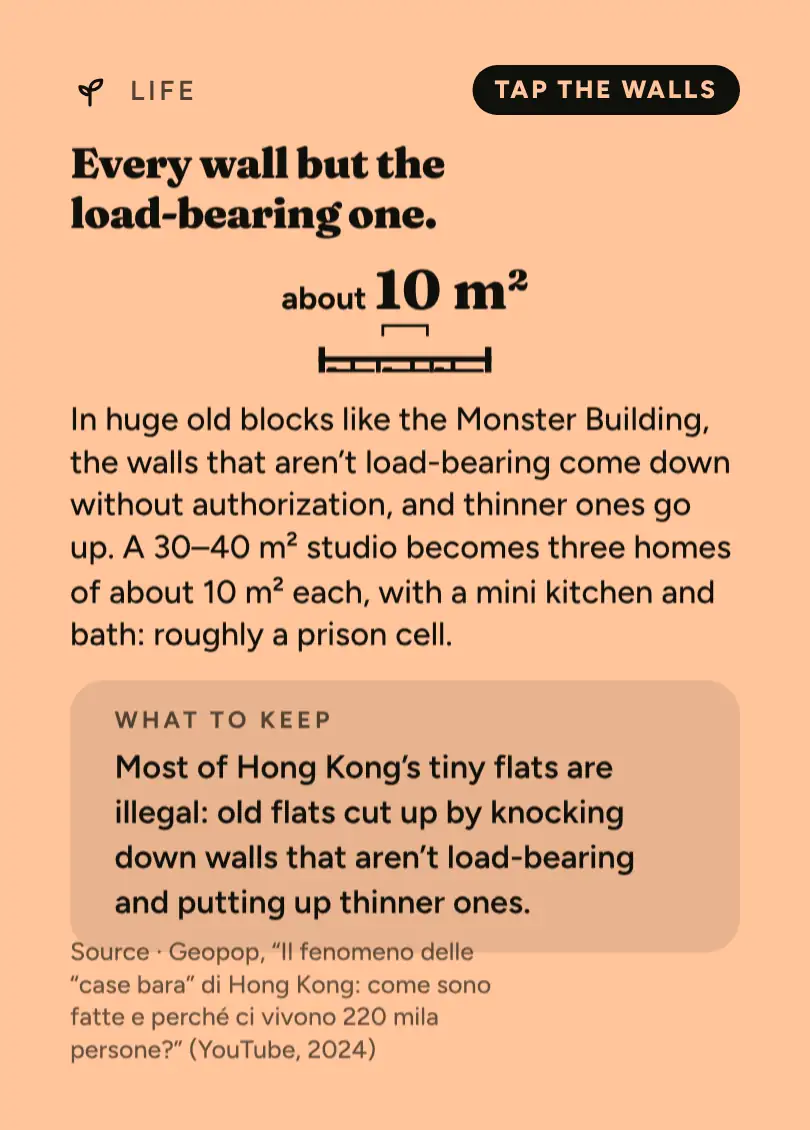 LIFE
TAP THE WALLS
Every wall but the
load-bearing one.
about 10 m²
In huge old blocks like the Monster Building,
the walls that aren’t load-bearing come down
without authorization, and thinner ones go
up. A 30–40 m² studio becomes three homes
of about 10 m² each, with a mini kitchen and
bath: roughly a prison cell.
WHAT TO KEEP
Most of Hong Kong’s tiny flats are
illegal: old flats cut up by knocking
down walls that aren’t load-bearing
and putting up thinner ones.
Source · Geopop, “Il fenomeno delle
“case bara” di Hong Kong: come sono
fatte e perché ci vivono 220 mila
persone?” (YouTube, 2024)